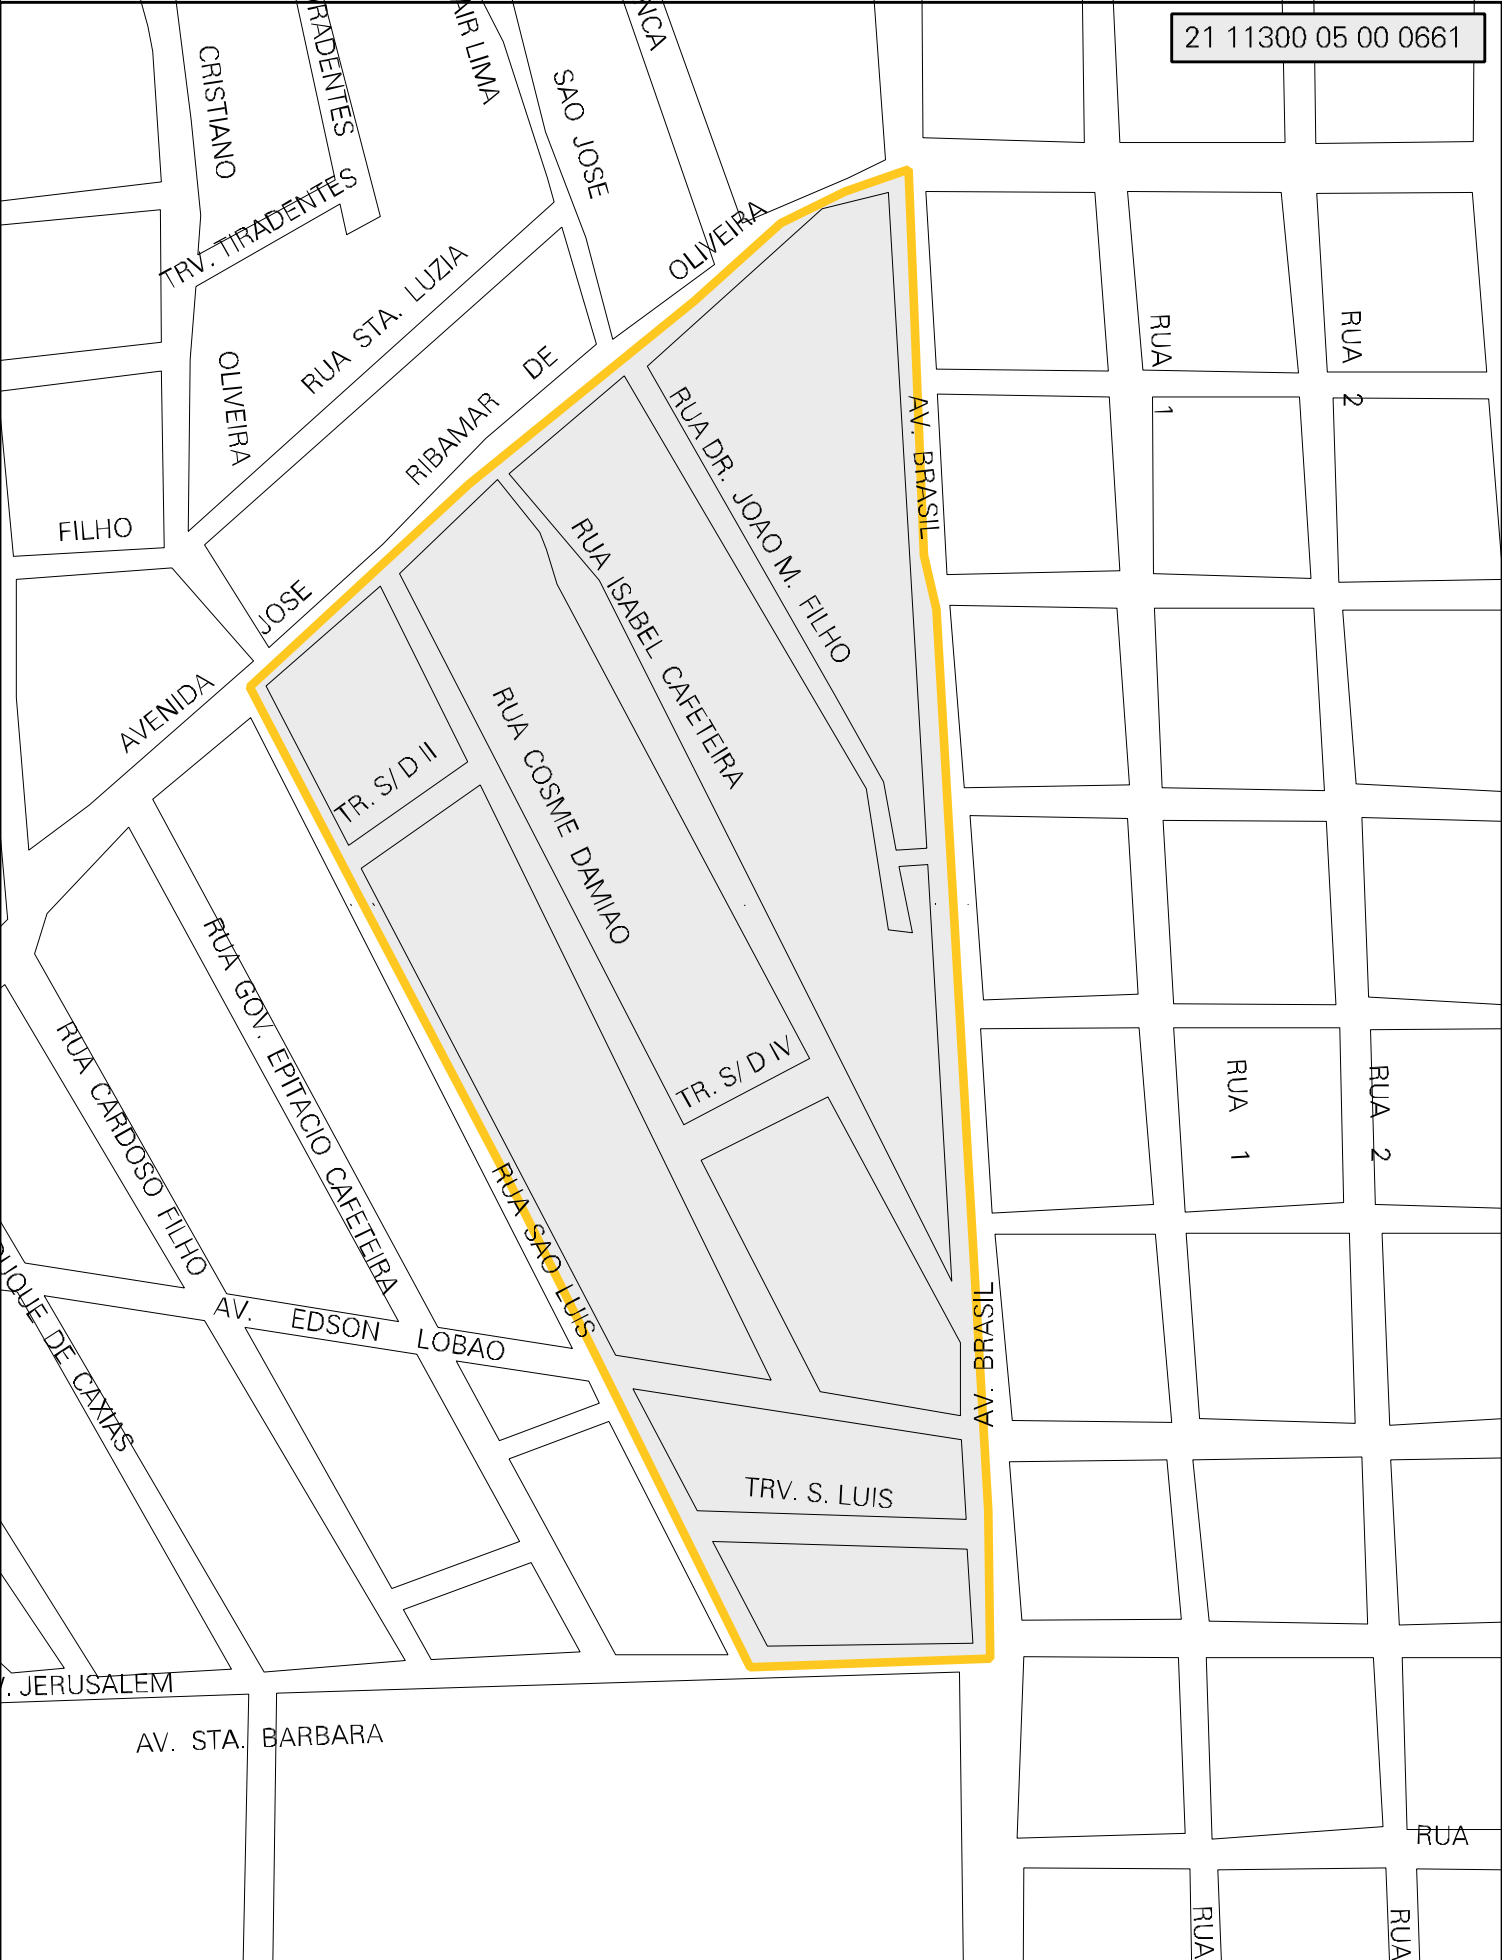 21 11300 05 00 0661
CRISTIANO
AIR LIMA
SAO JOSE
TRV. TIRADENTES
OLIVEIRA
RUA STA. LUZIA
OLIVEIRA
AVENIDA JOSE RIBAMAR DE
FILHO
RUA 1
RUA 2
AV. BRASIL
RUA DR. JOAO M. FILHO
RUA ISABEL CAFETEIRA
RUA COSME DAMIAO
TR. S/D II
TR. S/D IV
RUA GOV. EPITACIO CAFETEIRA
RUA CARDOSO FILHO
RUA SAO LUIS
RUA 1
RUA 2
DUQUE DE CAXIAS
AV. EDSON LOBAO
AV. BRASIL
TRV. S. LUIS
V. JERUSALEM
AV. STA. BARBARA
RUA
RUA
RUA